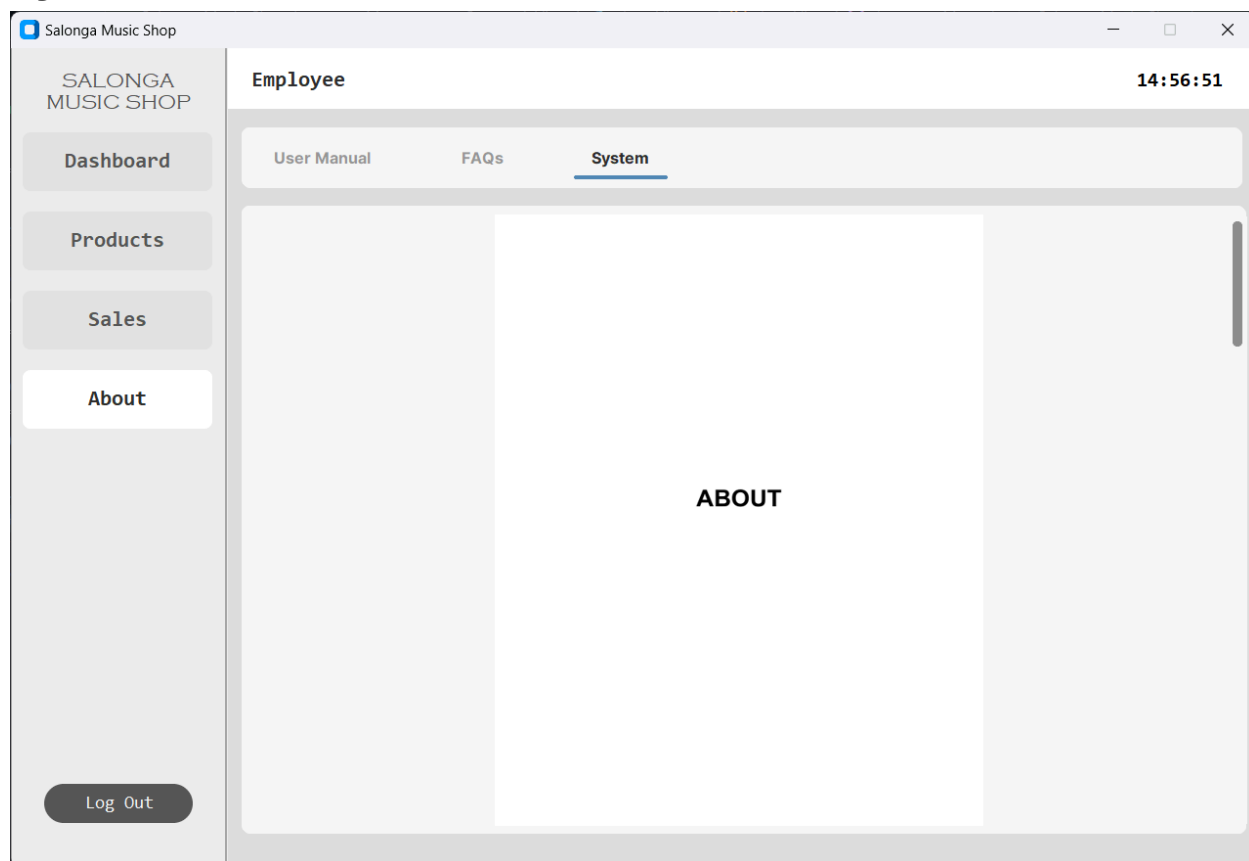 Salonga Music Shop
SALONGA
MUSIC SHOP
Employee
14:56:51
Dashboard
Products
Sales
About
Log Out
User Manual
FAQs
System
ABOUT